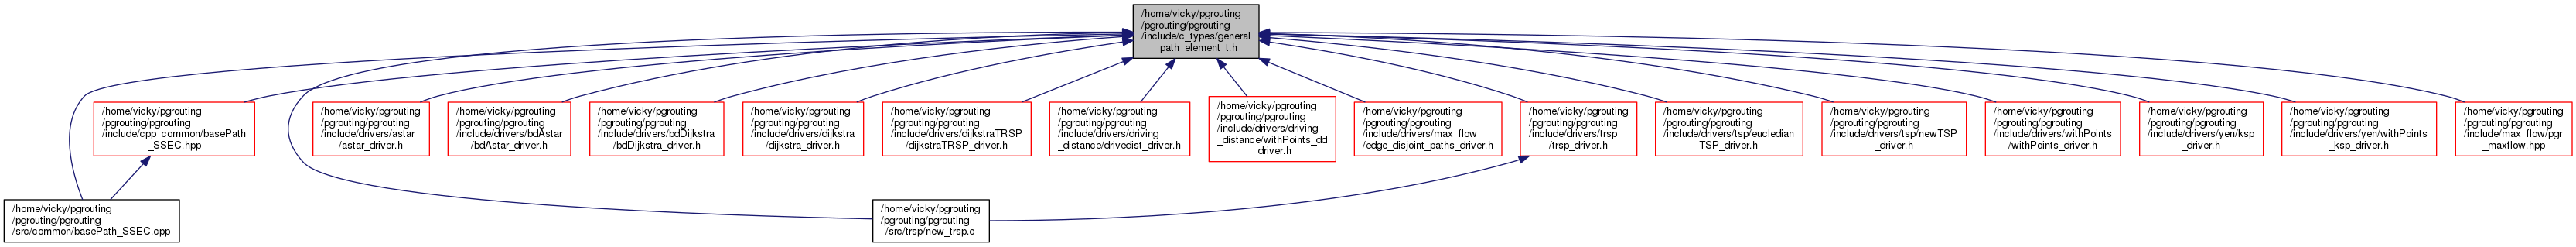 /home/vicky/pgrouting
/pgrouting/pgrouting
/include/c_types/general
_path_element_t.h
/home/vicky/pgrouting
/pgrouting/pgrouting
/include/cpp_common/basePath
_SSEC.hpp
/home/vicky/pgrouting
/pgrouting/pgrouting
/include/drivers/astar
/astar_driver.h
/home/vicky/pgrouting
/pgrouting/pgrouting
/include/drivers/bdAstar
/bdAstar_driver.h
/home/vicky/pgrouting
/pgrouting/pgrouting
/include/drivers/bdDijkstra
/bdDijkstra_driver.h
/home/vicky/pgrouting
/pgrouting/pgrouting
/include/drivers/dijkstra
/dijkstra_driver.h
/home/vicky/pgrouting
/pgrouting/pgrouting
/include/drivers/dijkstraTRSP
/dijkstraTRSP_driver.h
/home/vicky/pgrouting
/pgrouting/pgrouting
/include/drivers/driving
_distance/drivedist_driver.h
/home/vicky/pgrouting
/pgrouting/pgrouting
/include/drivers/driving
_distance/withPoints_dd
_driver.h
/home/vicky/pgrouting
/pgrouting/pgrouting
/include/drivers/max_flow
/edge_disjoint_paths_driver.h
/home/vicky/pgrouting
/pgrouting/pgrouting
/include/drivers/trsp
/trsp_driver.h
/home/vicky/pgrouting
/pgrouting/pgrouting
/include/drivers/tsp/eucledian
TSP_driver.h
/home/vicky/pgrouting
/pgrouting/pgrouting
/include/drivers/tsp/newTSP
_driver.h
/home/vicky/pgrouting
/pgrouting/pgrouting
/include/drivers/withPoints
/withPoints_driver.h
/home/vicky/pgrouting
/pgrouting/pgrouting
/include/drivers/yen/ksp
_driver.h
/home/vicky/pgrouting
/pgrouting/pgrouting
/include/drivers/yen/withPoints
_ksp_driver.h
/home/vicky/pgrouting
/pgrouting/pgrouting
/include/max_flow/pgr
_maxflow.hpp
/home/vicky/pgrouting
/pgrouting/pgrouting
/src/common/basePath_SSEC.cpp
/home/vicky/pgrouting
/pgrouting/pgrouting
/src/trsp/new_trsp.c